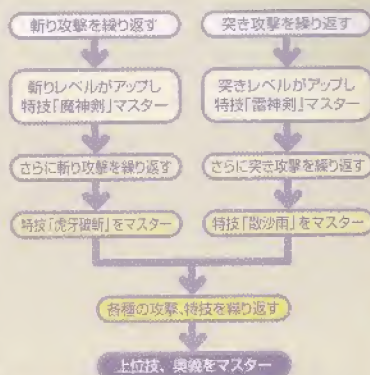 斬り攻撃を繰り返す
突き攻撃を繰り返す
斬りレベルがアップし
特技「魔神剣」マスター
突きレベルがアップし
特技「雷神剣」マスター
さらに斬り攻撃を繰り返す
さらに突き攻撃を繰り返す
特技「虎牙破斬」をマスター
特技「散沙雨」をマスター
各種の攻撃、特技を繰り返す
上位技、奥義をマスター